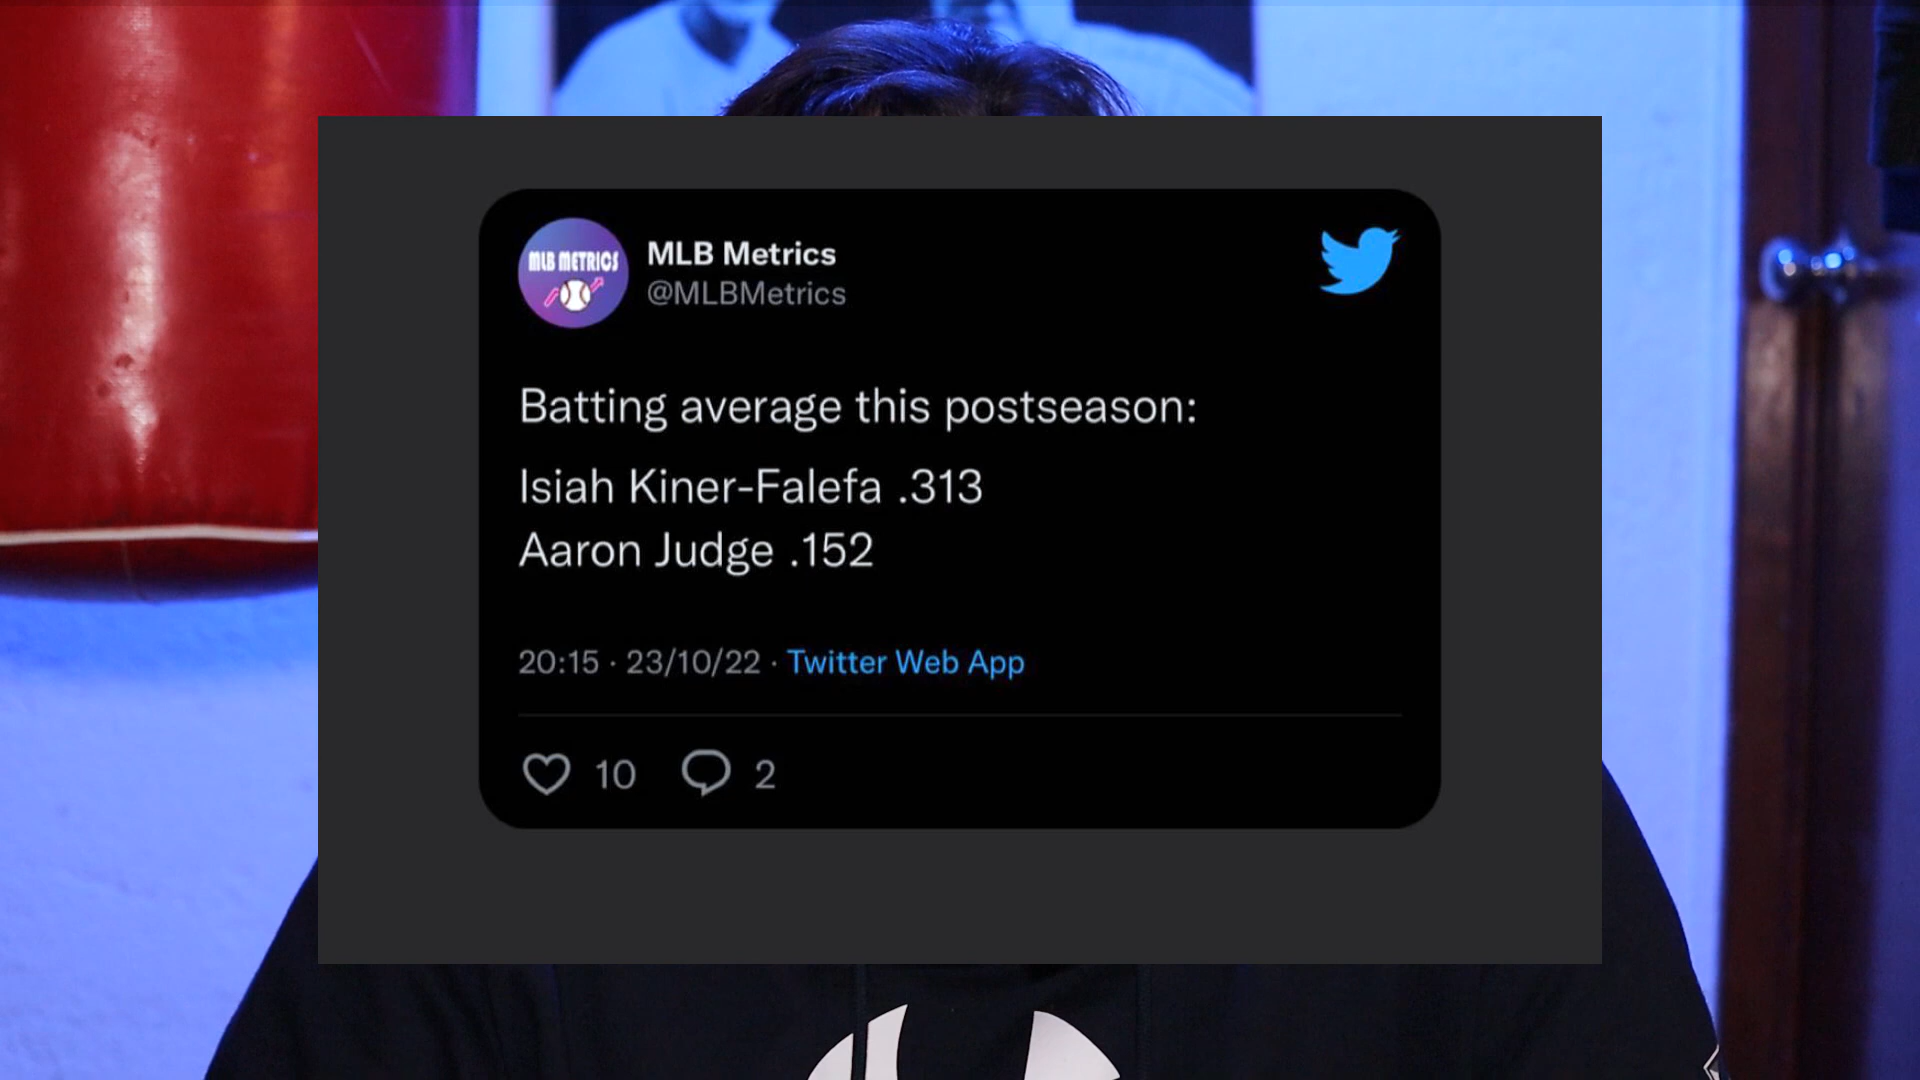 MLB METRICS
MLB Metrics
@MLBMetrics
Batting average this postseason:
Isiah Kiner-Falefa .313
Aaron Judge .152
20:15 · 23/10/22 · Twitter Web App
10 2